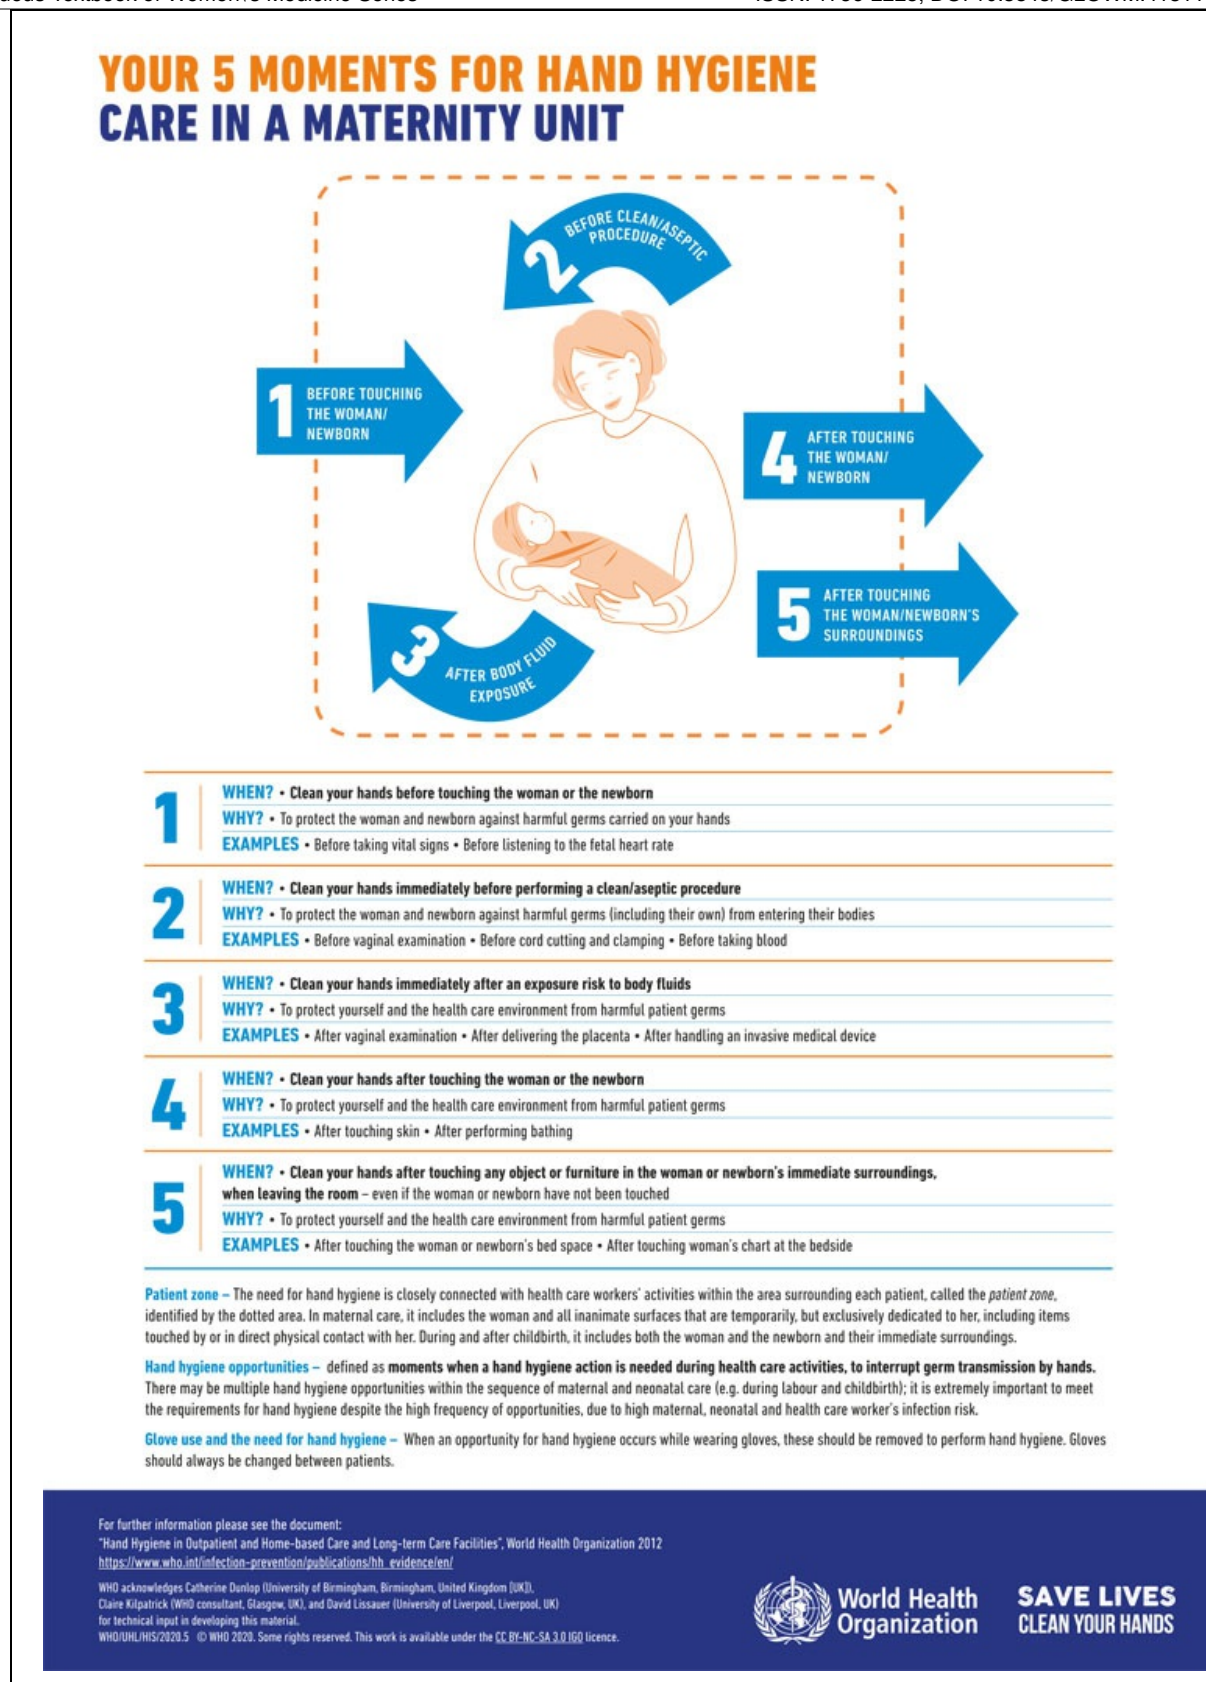 Textbook of Women's Medicine Series
ISSN: 1756-2228; DOI
YOUR 5 MOMENTS FOR HAND HYGIENE
CARE IN A MATERNITY UNIT
2 BEFORE CLEAN/ASEPTIC
PROCEDURE
1 BEFORE TOUCHING
THE WOMAN/
NEWBORN
4 AFTER TOUCHING
THE WOMAN/
NEWBORN
5 AFTER TOUCHING
THE WOMAN/NEWBORN'S
SURROUNDINGS
3 AFTER BODY FLUID
EXPOSURE
1
WHEN? • Clean your hands before touching the woman or the newborn
WHY? • To protect the woman and newborn against harmful germs carried on your hands
EXAMPLES • Before taking vital signs • Before listening to the fetal heart rate
2
WHEN? • Clean your hands immediately before performing a clean/aseptic procedure
WHY? • To protect the woman and newborn against harmful germs (including their own) from entering their bodies
EXAMPLES • Before vaginal examination • Before cord cutting and clamping • Before taking blood
3
WHEN? • Clean your hands immediately after an exposure risk to body fluids
WHY? • To protect yourself and the health care environment from harmful patient germs
EXAMPLES • After vaginal examination • After delivering the placenta • After handling an invasive medical device
4
WHEN? • Clean your hands after touching the woman or the newborn
WHY? • To protect yourself and the health care environment from harmful patient germs
EXAMPLES • After touching skin • After performing bathing
5
WHEN? • Clean your hands after touching any object or furniture in the woman or newborn's immediate surroundings,
when leaving the room – even if the woman or newborn have not been touched
WHY? • To protect yourself and the health care environment from harmful patient germs
EXAMPLES • After touching the woman or newborn's bed space • After touching woman's chart at the bedside
Patient zone – The need for hand hygiene is closely connected with health care workers' activities within the area surrounding each patient, called the patient zone,
identified by the dotted area. In maternal care, it includes the woman and all inanimate surfaces that are temporarily, but exclusively dedicated to her, including items
touched by or in direct physical contact with her. During and after childbirth, it includes both the woman and the newborn and their immediate surroundings.
Hand hygiene opportunities – defined as moments when a hand hygiene action is needed during health care activities, to interrupt germ transmission by hands.
There may be multiple hand hygiene opportunities within the sequence of maternal and neonatal care (e.g. during labour and childbirth); it is extremely important to meet
the requirements for hand hygiene despite the high frequency of opportunities, due to high maternal, neonatal and health care worker's infection risk.
Glove use and the need for hand hygiene – When an opportunity for hand hygiene occurs while wearing gloves, these should be removed to perform hand hygiene. Gloves
should always be changed between patients.
For further information please see the document:
"Hand Hygiene in Outpatient and Home-based Care and Long-term Care Facilities", World Health Organization 2012
https://www.who.int/infection-prevention/publications/hh_evidence/en/
WHO acknowledges Catherine Dunlop (University of Birmingham, Birmingham, United Kingdom [UK]),
Claire Kilpatrick (WHO consultant, Glasgow, UK), and David Lissauer (University of Liverpool, Liverpool, UK)
for technical input in developing this material.
WHO/UHL/HIS/2020.5 © WHO 2020. Some rights reserved. This work is available under the CC BY-NC-SA 3.0 IGO licence.
World Health
Organization
SAVE LIVES
CLEAN YOUR HANDS